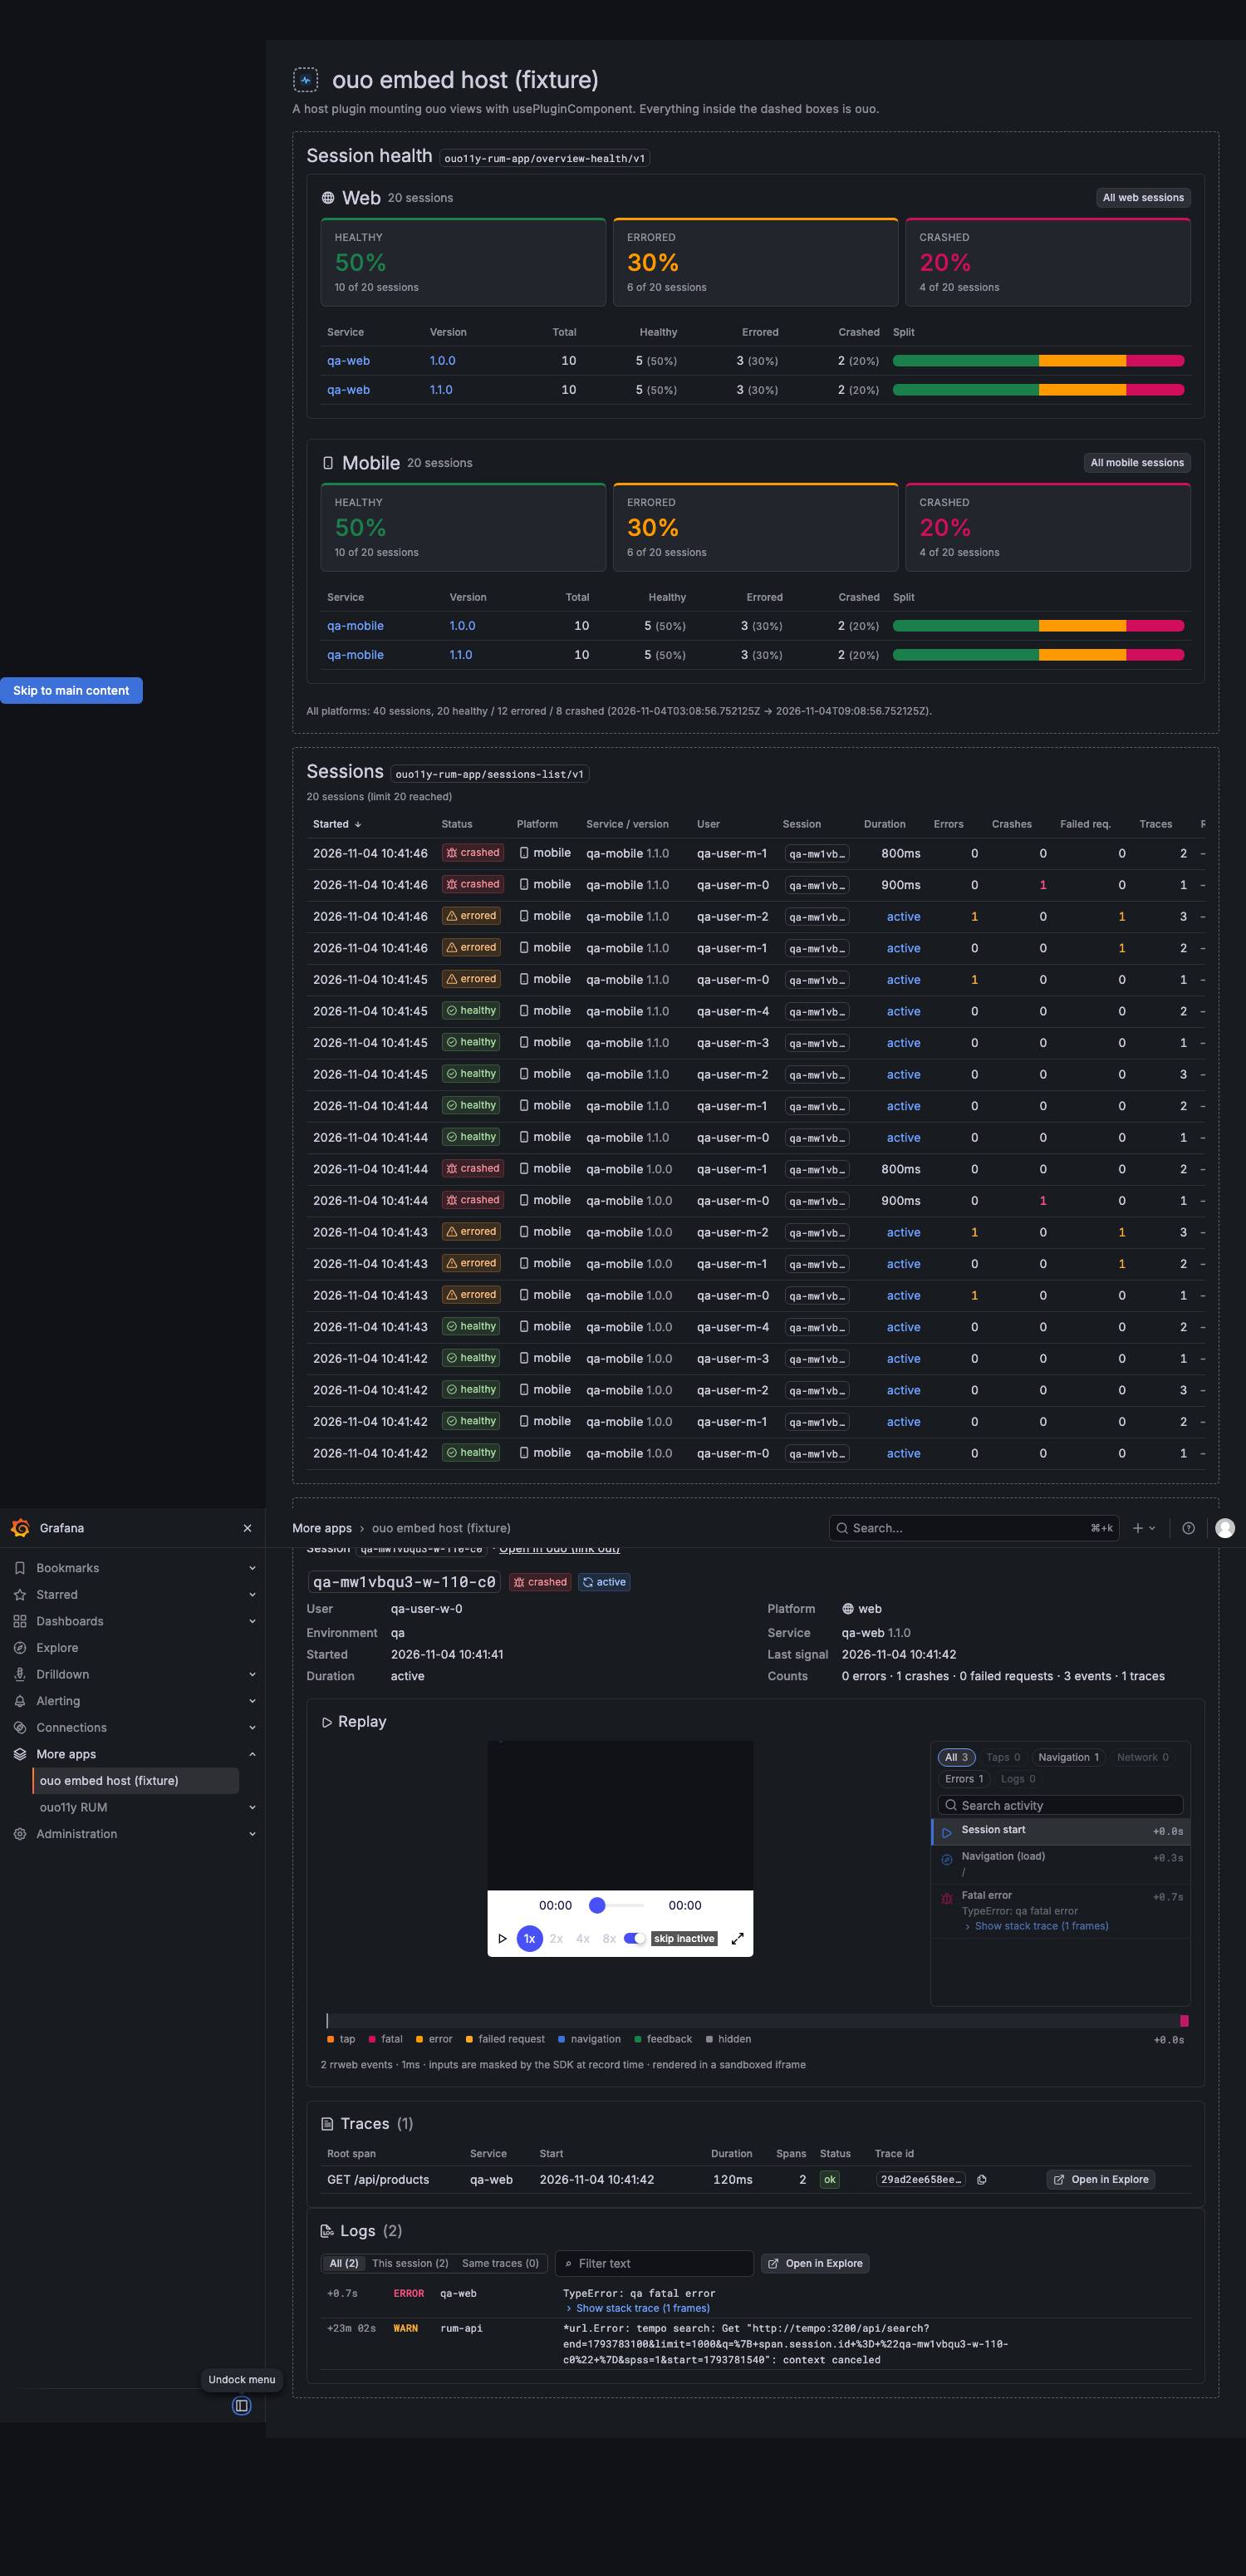 ouo embed host (fixture)
A host plugin mounting ouo views with usePluginComponent. Everything inside the dashed boxes is ouo.
Session health ouo11y-rum-app/overview-health/v1
Web 20 sessions All web sessions
HEALTHY ERRORED CRASHED
50% 30% 20%
10 of 20 sessions 6 of 20 sessions 4 of 20 sessions
Service Version Total Healthy Errored Crashed Split
qa-web 1.0.0 10 5 (50%) 3 (30%) 2 (20%)
qa-web 1.1.0 10 5 (50%) 3 (30%) 2 (20%)
Mobile 20 sessions All mobile sessions
HEALTHY ERRORED CRASHED
50% 30% 20%
10 of 20 sessions 6 of 20 sessions 4 of 20 sessions
Service Version Total Healthy Errored Crashed Split
qa-mobile 1.0.0 10 5 (50%) 3 (30%) 2 (20%)
qa-mobile 1.1.0 10 5 (50%) 3 (30%) 2 (20%)
Skip to main content
All platforms: 40 sessions, 20 healthy / 12 errored / 8 crashed (2026-11-04T03:08:56.752125Z → 2026-11-04T09:08:56.752125Z).
Sessions ouo11y-rum-app/sessions-list/v1
20 sessions (limit 20 reached)
Started ↓ Status Platform Service / version User Session Duration Errors Crashes Failed req. Traces
2026-11-04 10:41:46 crashed mobile qa-mobile 1.1.0 qa-user-m-1 qa-mw1vb… 800ms 0 0 0 2 –
2026-11-04 10:41:46 crashed mobile qa-mobile 1.1.0 qa-user-m-0 qa-mw1vb… 900ms 0 1 0 1 –
2026-11-04 10:41:46 errored mobile qa-mobile 1.1.0 qa-user-m-2 qa-mw1vb… active 1 0 1 3 –
2026-11-04 10:41:46 errored mobile qa-mobile 1.1.0 qa-user-m-1 qa-mw1vb… active 0 0 1 2 –
2026-11-04 10:41:45 errored mobile qa-mobile 1.1.0 qa-user-m-0 qa-mw1vb… active 1 0 0 1 –
2026-11-04 10:41:45 healthy mobile qa-mobile 1.1.0 qa-user-m-4 qa-mw1vb… active 0 0 0 2 –
2026-11-04 10:41:45 healthy mobile qa-mobile 1.1.0 qa-user-m-3 qa-mw1vb… active 0 0 0 1 –
2026-11-04 10:41:45 healthy mobile qa-mobile 1.1.0 qa-user-m-2 qa-mw1vb… active 0 0 0 3 –
2026-11-04 10:41:44 healthy mobile qa-mobile 1.1.0 qa-user-m-1 qa-mw1vb… active 0 0 0 2 –
2026-11-04 10:41:44 healthy mobile qa-mobile 1.1.0 qa-user-m-0 qa-mw1vb… active 0 0 0 1 –
2026-11-04 10:41:44 crashed mobile qa-mobile 1.0.0 qa-user-m-1 qa-mw1vb… 800ms 0 0 0 2 –
2026-11-04 10:41:44 crashed mobile qa-mobile 1.0.0 qa-user-m-0 qa-mw1vb… 900ms 0 1 0 1 –
2026-11-04 10:41:43 errored mobile qa-mobile 1.0.0 qa-user-m-2 qa-mw1vb… active 1 0 1 3 –
2026-11-04 10:41:43 errored mobile qa-mobile 1.0.0 qa-user-m-1 qa-mw1vb… active 0 0 1 2 –
2026-11-04 10:41:43 errored mobile qa-mobile 1.0.0 qa-user-m-0 qa-mw1vb… active 1 0 0 1 –
2026-11-04 10:41:43 healthy mobile qa-mobile 1.0.0 qa-user-m-4 qa-mw1vb… active 0 0 0 2 –
2026-11-04 10:41:42 healthy mobile qa-mobile 1.0.0 qa-user-m-3 qa-mw1vb… active 0 0 0 1 –
2026-11-04 10:41:42 healthy mobile qa-mobile 1.0.0 qa-user-m-2 qa-mw1vb… active 0 0 0 3 –
2026-11-04 10:41:42 healthy mobile qa-mobile 1.0.0 qa-user-m-1 qa-mw1vb… active 0 0 0 2 –
2026-11-04 10:41:42 healthy mobile qa-mobile 1.0.0 qa-user-m-0 qa-mw1vb… active 0 0 0 1 –
Grafana
More apps › ouo embed host (fixture) Search... ⌘+k
Bookmarks
Starred
Dashboards
Explore
Drilldown
Alerting
Connections
More apps
ouo embed host (fixture)
ouo11y RUM
Administration
Undock menu
Session qa-mw1vbqu3-w-110-c0 · Open in ouo (link out)
qa-mw1vbqu3-w-110-c0 crashed active
User qa-user-w-0 Platform web
Environment qa Service qa-web 1.1.0
Started 2026-11-04 10:41:41 Last signal 2026-11-04 10:41:42
Duration active Counts 0 errors · 1 crashes · 0 failed requests · 3 events · 1 traces
Replay
00:00 00:00
1x 2x 4x 8x skip inactive
All 3 Taps 0 Navigation 1 Network 0
Errors 1 Logs 0
Search activity
Session start +0.0s
Navigation (load) +0.3s
/
Fatal error +0.7s
TypeError: qa fatal error
› Show stack trace (1 frames)
tap fatal error failed request navigation feedback hidden +0.0s
2 rrweb events · 1ms · inputs are masked by the SDK at record time · rendered in a sandboxed iframe
Traces (1)
Root span Service Start Duration Spans Status Trace id
GET /api/products qa-web 2026-11-04 10:41:42 120ms 2 ok 29ad2ee658ee… Open in Explore
Logs (2)
All (2) This session (2) Same traces (0) Filter text Open in Explore
+0.7s ERROR qa-web TypeError: qa fatal error
› Show stack trace (1 frames)
+23m 02s WARN rum-api *url.Error: tempo search: Get "http://tempo:3200/api/search?
end=1793783100&limit=1000&q=%7B+span.session.id+%3D+%22qa-mw1vbqu3-w-110-
c0%22+%7D&spss=1&start=1793781540": context canceled